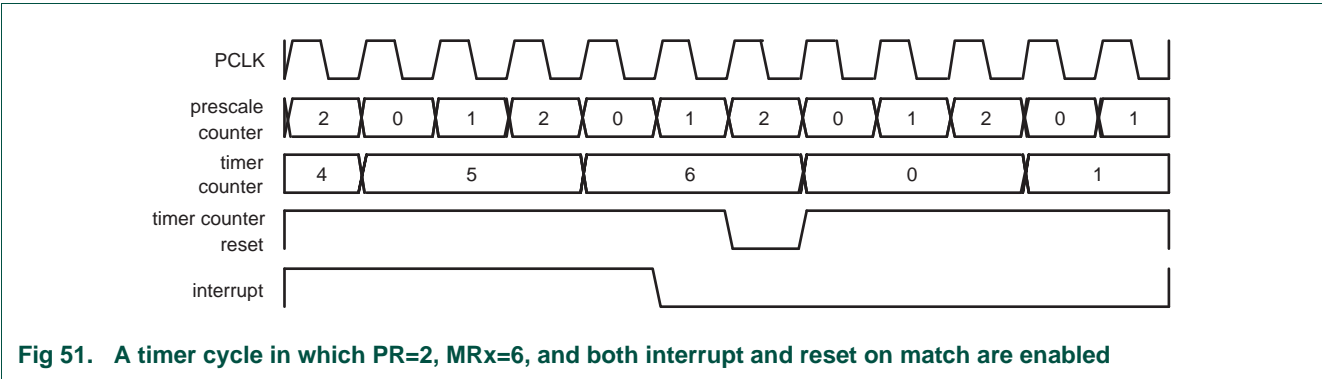 PCLK
prescale
counter
2 0 1 2 0 1 2 0 1 2 0 1
timer
counter
4 5 6 0 1
timer counter
reset
interrupt
Fig 51. A timer cycle in which PR=2, MRx=6, and both interrupt and reset on match are enabled